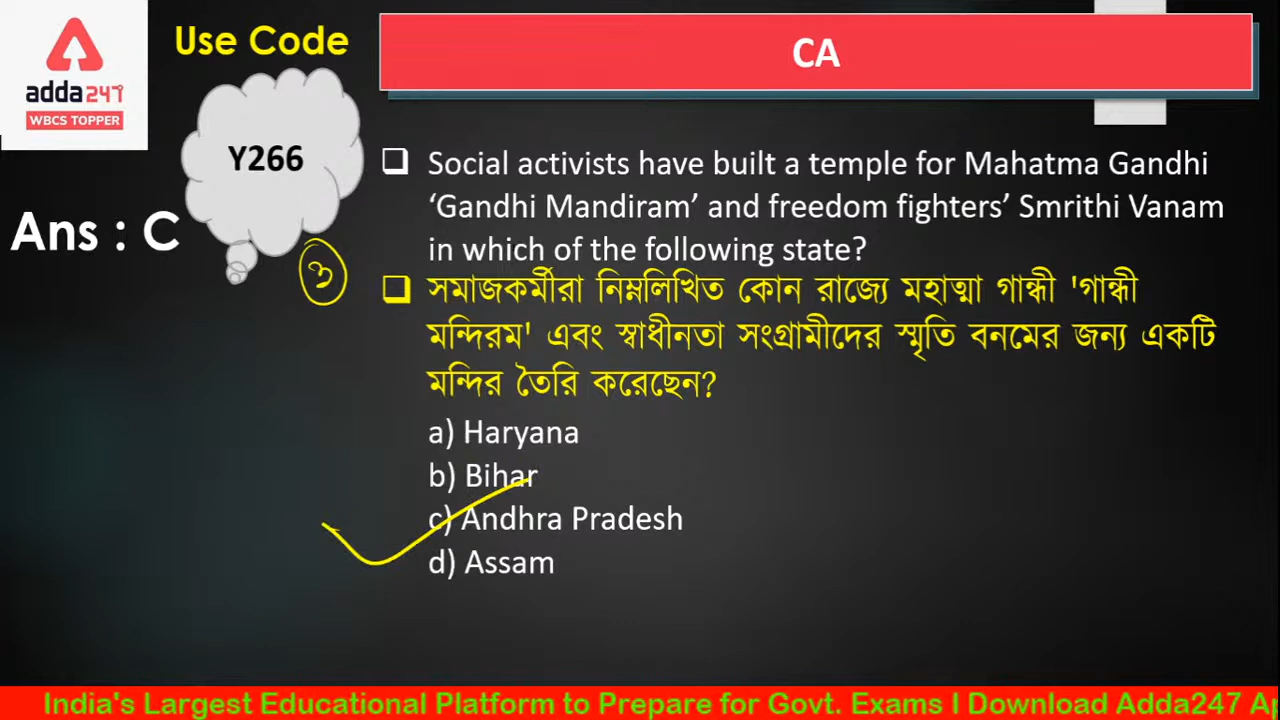 adda247
WBCS TOPPER
Use Code
Y266
Ans : C
৩
CA
Social activists have built a temple for Mahatma Gandhi
‘Gandhi Mandiram’ and freedom fighters’ Smrithi Vanam
in which of the following state?
সমাজকর্মীরা নিম্নলিখিত কোন রাজ্যে মহাত্মা গান্ধী 'গান্ধী
মন্দিরম' এবং স্বাধীনতা সংগ্রামীদের স্মৃতি বনমের জন্য একটি
মন্দির তৈরি করেছেন?
a) Haryana
b) Bihar
c) Andhra Pradesh
d) Assam
India's Largest Educational Platform to Prepare for Govt. Exams I Download Adda247 Ap